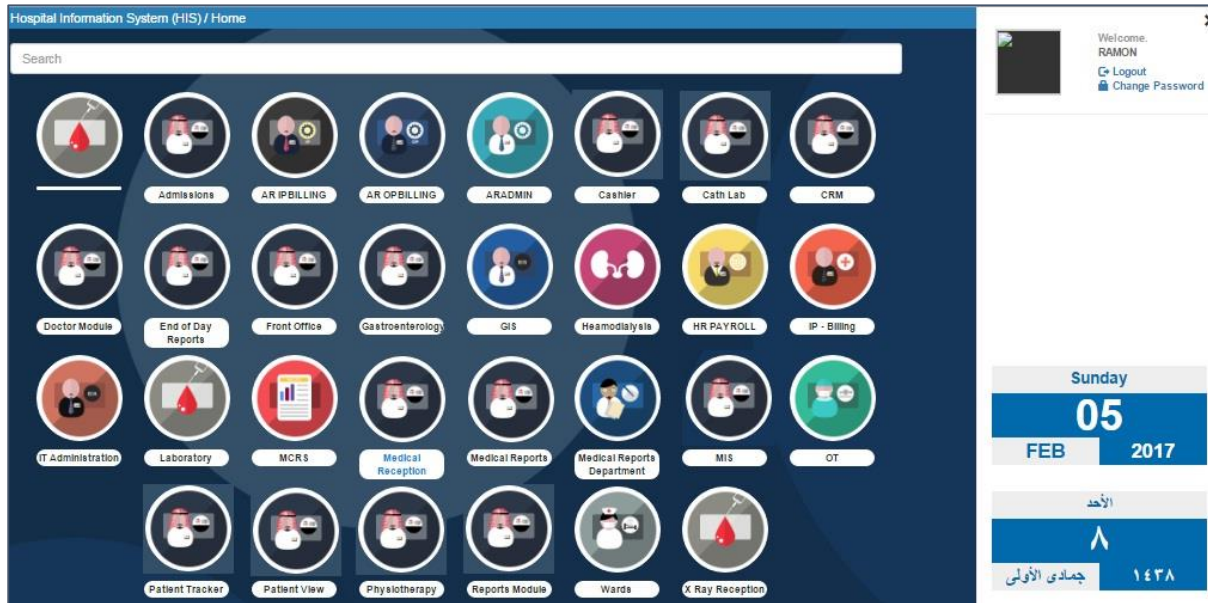 Hospital Information System (HIS) / Home
Search
Admissions
AR IPBILLING
AR OPBILLING
ARADMIN
Cashier
Cath Lab
CRM
Doctor Module
End of Day
Reports
Front Office
Gastroenterology
GIS
Heamodialysis
HR PAYROLL
IP - Billing
IT Administration
Laboratory
MCRS
Medical
Reception
Medical Reports
Medical Reports
Department
MIS
OT
Patient Tracker
Patient View
Physiotherapy
Reports Module
Wards
X Ray Reception
Welcome.
RAMON
Logout
Change Password
Sunday
05
FEB 2017
الأحد
٨
جمادى الأولى ١٤٣٨